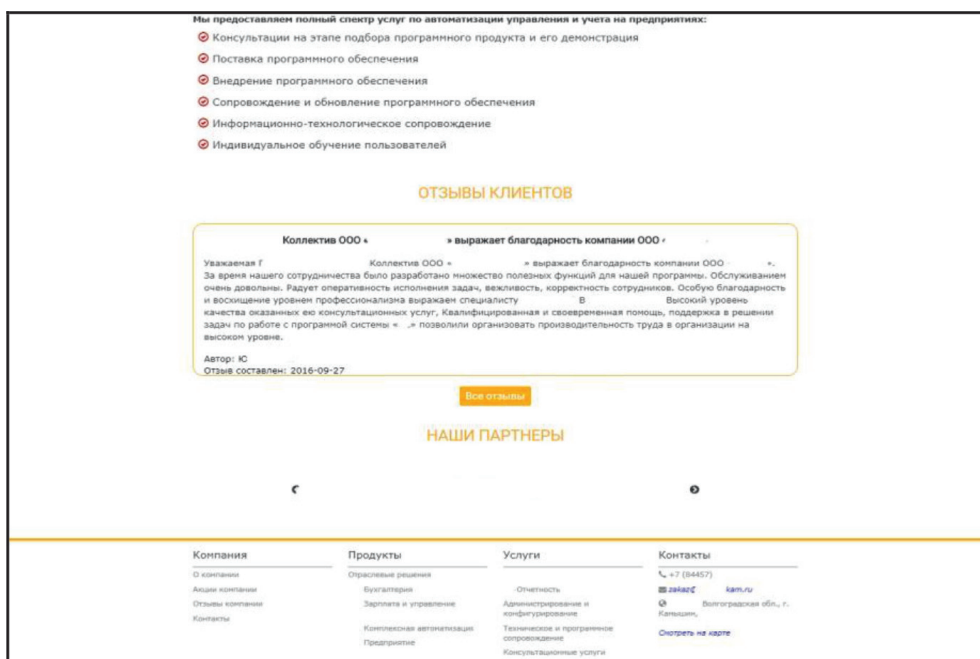 Мы предоставляем полный спектр услуг по автоматизации управления и учета на предприятиях:
Консультации на этапе подбора программного продукта и его демонстрация
Поставка программного обеспечения
Внедрение программного обеспечения
Сопровождение и обновление программного обеспечения
Информационно-технологическое сопровождение
Индивидуальное обучение пользователей
ОТЗЫВЫ КЛИЕНТОВ
Коллектив ООО « » выражает благодарность компании ООО
Уважаемая Г Коллектив ООО « » выражает благодарность компании ООО ».
За время нашего сотрудничества было разработано множество полезных функций для нашей программы. Обслуживанием
очень довольны. Радует оперативность исполнения задач, вежливость, корректность сотрудников. Особую благодарность
и восхищение уровнем профессионализма выражаем специалисту В Высокий уровень
качества оказанных ею консультационных услуг, Квалифицированная и своевременная помощь, поддержка в решении
задач по работе с программой системы « .» позволили организовать производительность труда в организации на
высоком уровне.
Автор: Ю
Отзыв составлен: 2016-09-27
Все отзывы
НАШИ ПАРТНЕРЫ
Компания
О компании
Акции компании
Отзывы компании
Контакты
Продукты
Отраслевые решения
Бухгалтерия
Зарплата и управление
Комплексная автоматизация
Предприятие
Услуги
Отчетность
Администрирование и
конфигурирование
Техническое и программное
сопровождение
Консультационные услуги
Контакты
+7 (84457)
zakaz kam.ru
Волгоградская обл., г.
Камышин,
Смотреть на карте